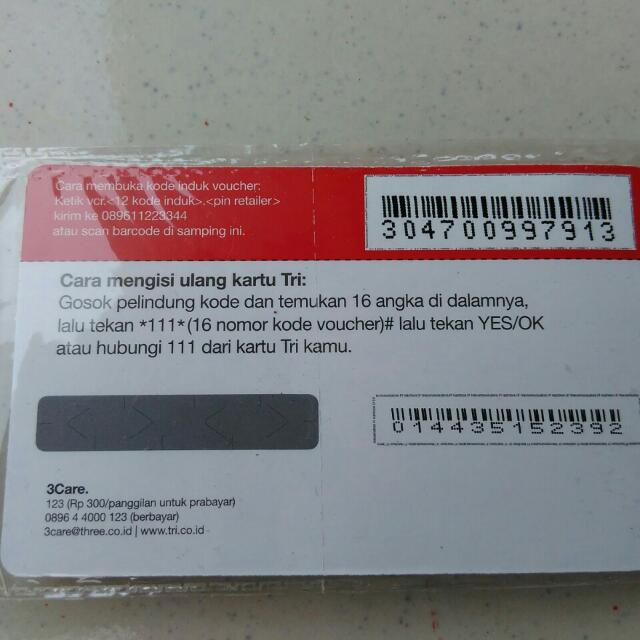 Cara membuka kode induk voucher:
Ketik vcr.<12 kode induk>.<pin retailer>
kirim ke 089611223344
atau scan barcode di samping ini.
304700997913
Cara mengisi ulang kartu Tri:
Gosok pelindung kode dan temukan 16 angka di dalamnya,
lalu tekan *111*(16 nomor kode voucher)# lalu tekan YES/OK
atau hubungi 111 dari kartu Tri kamu.
014435152392
3Care.
123 (Rp 300/panggilan untuk prabayar)
0896 4 4000 123 (berbayar)
3care@three.co.id | www.tri.co.id